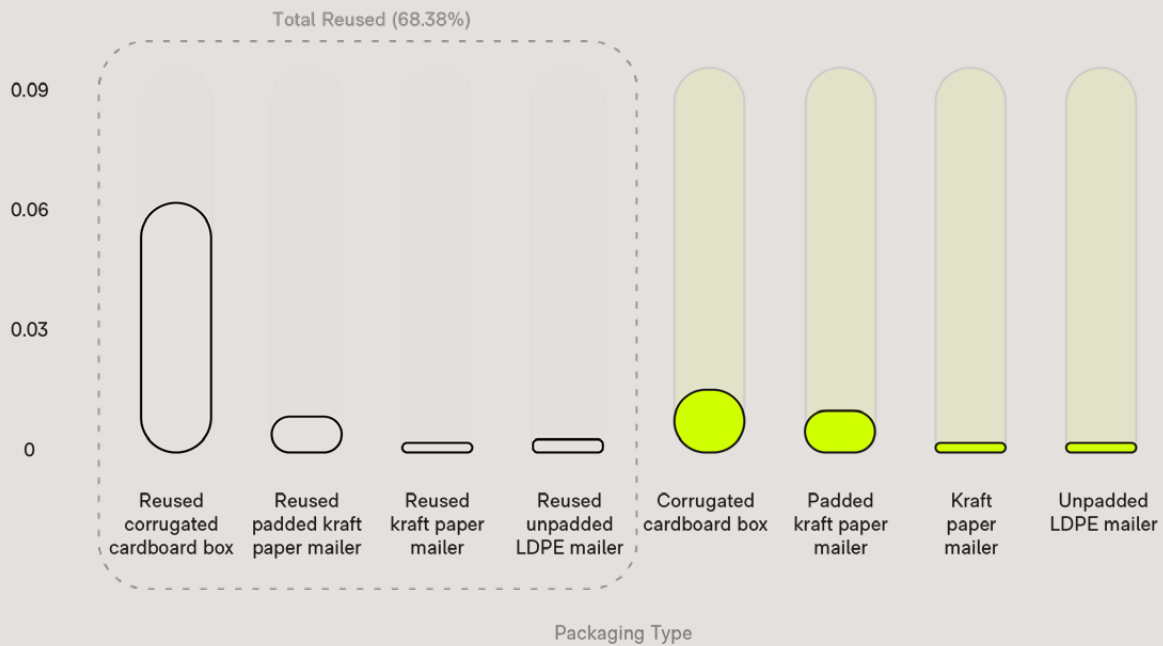 Total Reused (68.38%)
0.09
0.06
0.03
0
Reused
corrugated
cardboard box
Reused
padded kraft
paper mailer
Reused
kraft paper
mailer
Reused
unpadded
LDPE mailer
Corrugated
cardboard box
Padded
kraft paper
mailer
Kraft
paper
mailer
Unpadded
LDPE mailer
Packaging Type